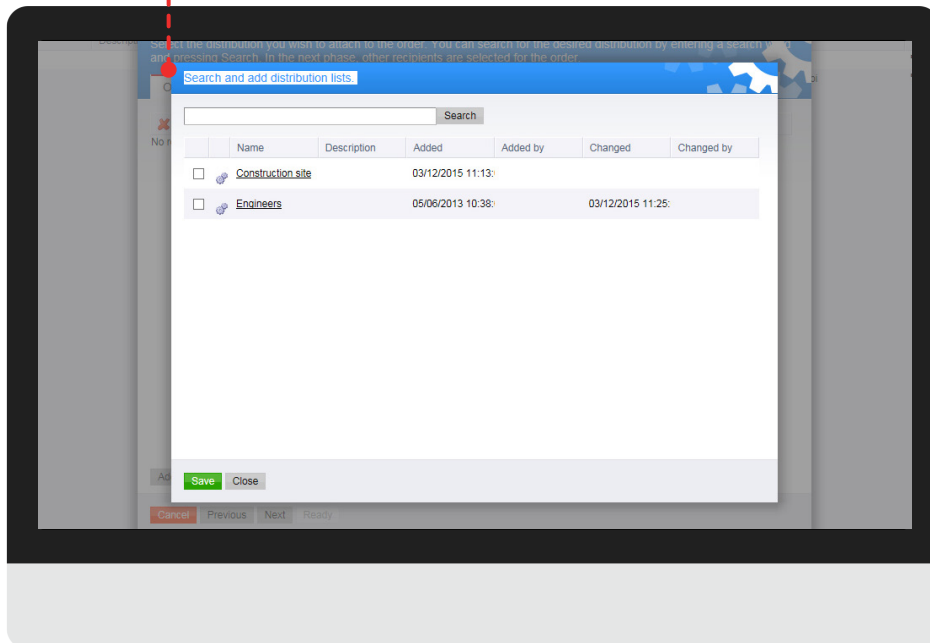 Select the distribution you wish to attach to the order. You can search for the desired distribution by entering a search
and pressing Search. In the next phase, other recipients are selected for the order
Search and add distribution lists.
Search
Name Description Added Added by Changed Changed by
Construction site 03/12/2015 11:13:
Engineers 05/06/2013 10:38: 03/12/2015 11:25:
Save Close
Cancel Previous Next Ready